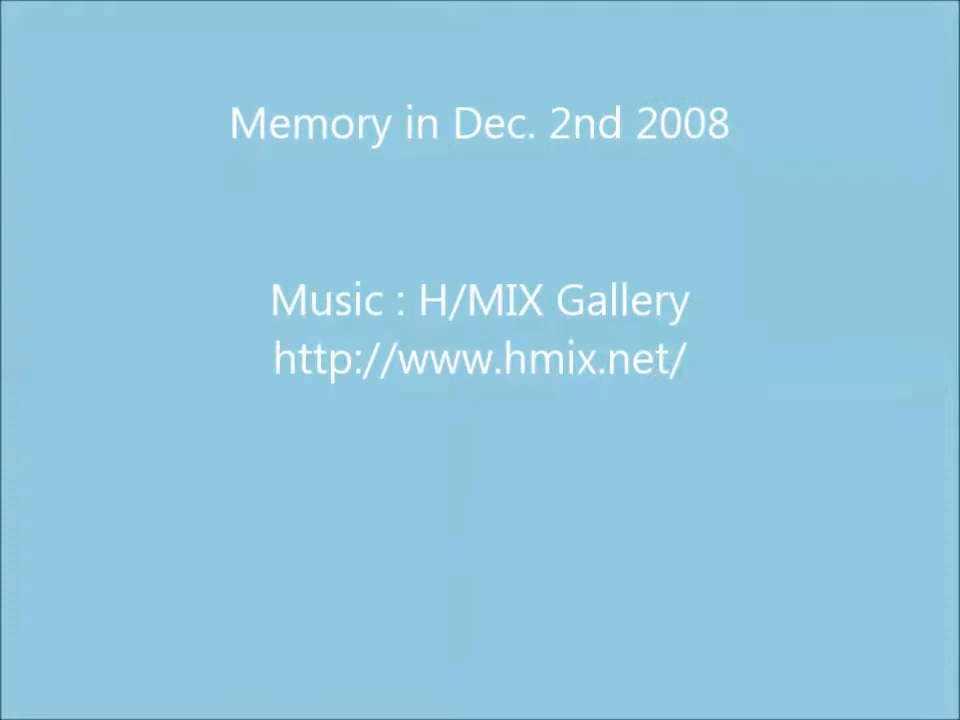 Memory in Dec. 2nd 2008
Music : H/MIX Gallery
http://www.hmix.net/